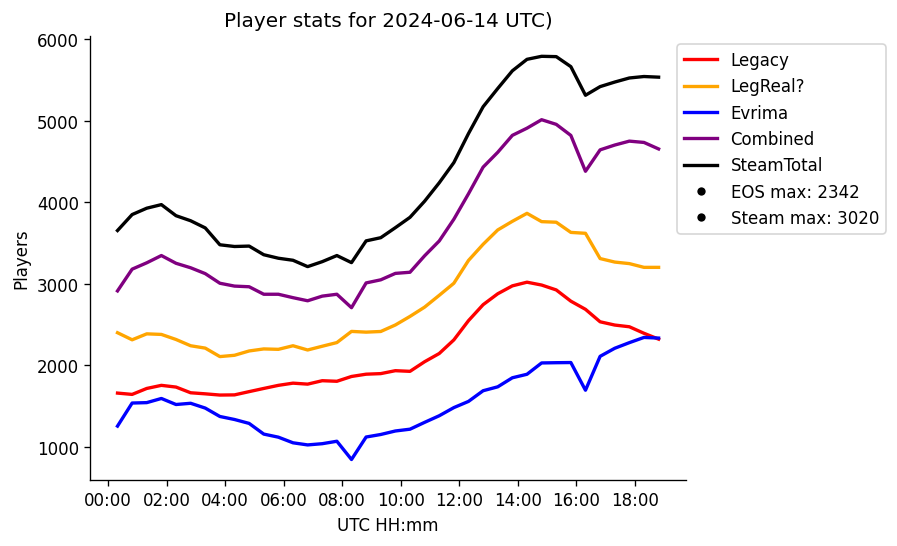 Player stats for 2024-06-14 UTC)
Players
6000
5000
4000
3000
2000
1000
00:00 02:00 04:00 06:00 08:00 10:00 12:00 14:00 16:00 18:00
UTC HH:mm
Legacy
LegReal?
Evrima
Combined
SteamTotal
EOS max: 2342
Steam max: 3020